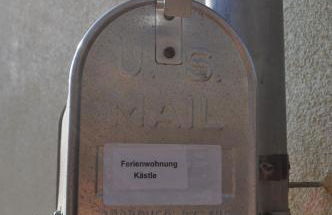 U.S.
MAIL
Ferienwohnung
Kästle